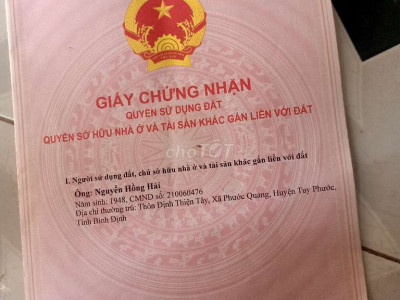 GIẤY CHỨNG NHẬN
QUYỀN SỬ DỤNG ĐẤT
QUYỀN SỞ HỮU NHÀ Ở VÀ TÀI SẢN KHÁC GẮN LIỀN VỚI ĐẤT
chợTỐT
I. Người sử dụng đất, chủ sở hữu nhà ở và tài sản khác gắn liền với đất
Ông: Nguyễn Hồng Hải
Năm sinh: 1948, CMND số: 210060476
Địa chỉ thường trú: Thôn Định Thiện Tây, Xã Phước Quang, Huyện Tuy Phước,
Tỉnh Bình Định